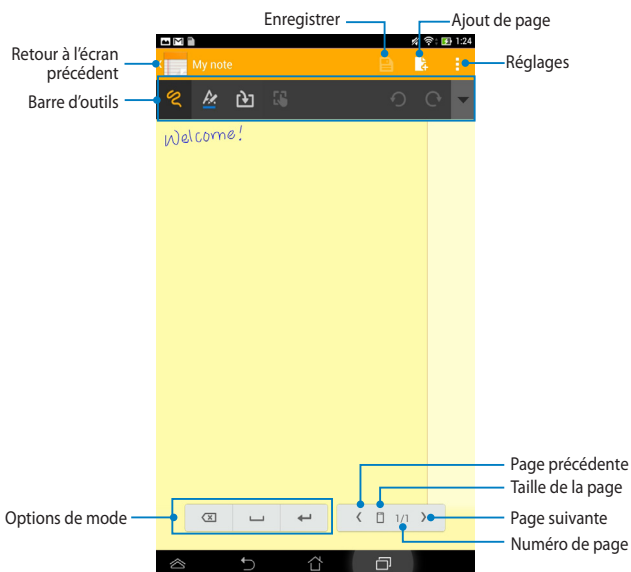 Enregistrer
Ajout de page
Retour à l'écran
précédent
1:24
My note
Réglages
Barre d'outils
Welcome!
Page précédente
Taille de la page
Options de mode
1/1
Page suivante
Numéro de page